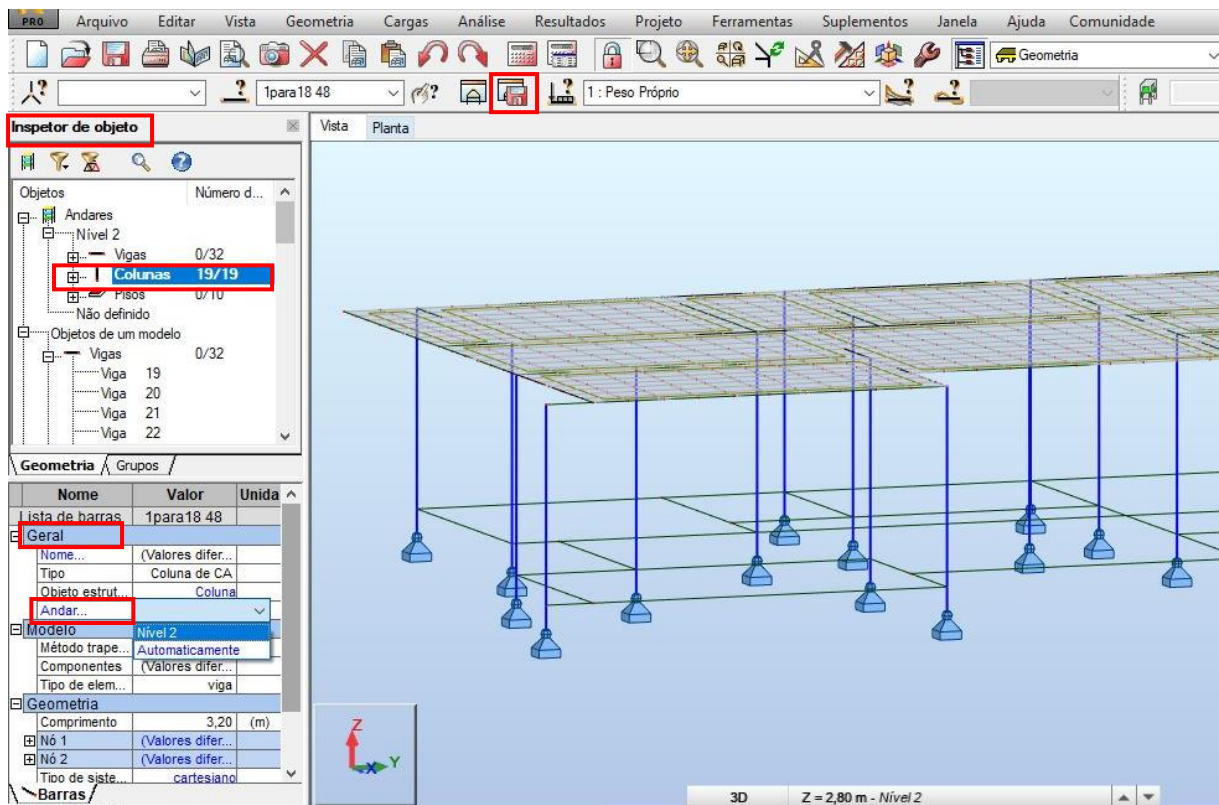 PRO Arquivo Editar Vista Geometria Cargas Análise Resultados Projeto Ferramentas Suplementos Janela Ajuda Comunidade
Geometria
1para18 48
1 : Peso Próprio
Inspetor de objeto
Vista Planta
Objetos Número d...
Andares
Nível 2
Vigas 0/32
Colunas 19/19
Pisos 0/10
Não definido
Objetos de um modelo
Vigas 0/32
Viga 19
Viga 20
Viga 21
Viga 22
Geometria Grupos
Nome Valor Unida
Lista de barras 1para18 48
Geral
Nome... (Valores difer...
Tipo Coluna de CA
Objeto estrut... Coluna
Andar...
Modelo Nível 2
Método trape... Automaticamente
Componentes (Valores difer...
Tipo de elem... viga
Geometria
Comprimento 3,20 (m)
Nó 1 (Valores difer...
Nó 2 (Valores difer...
Tipo de siste... cartesiano
Barras
Z
X Y
3D Z = 2,80 m - Nível 2